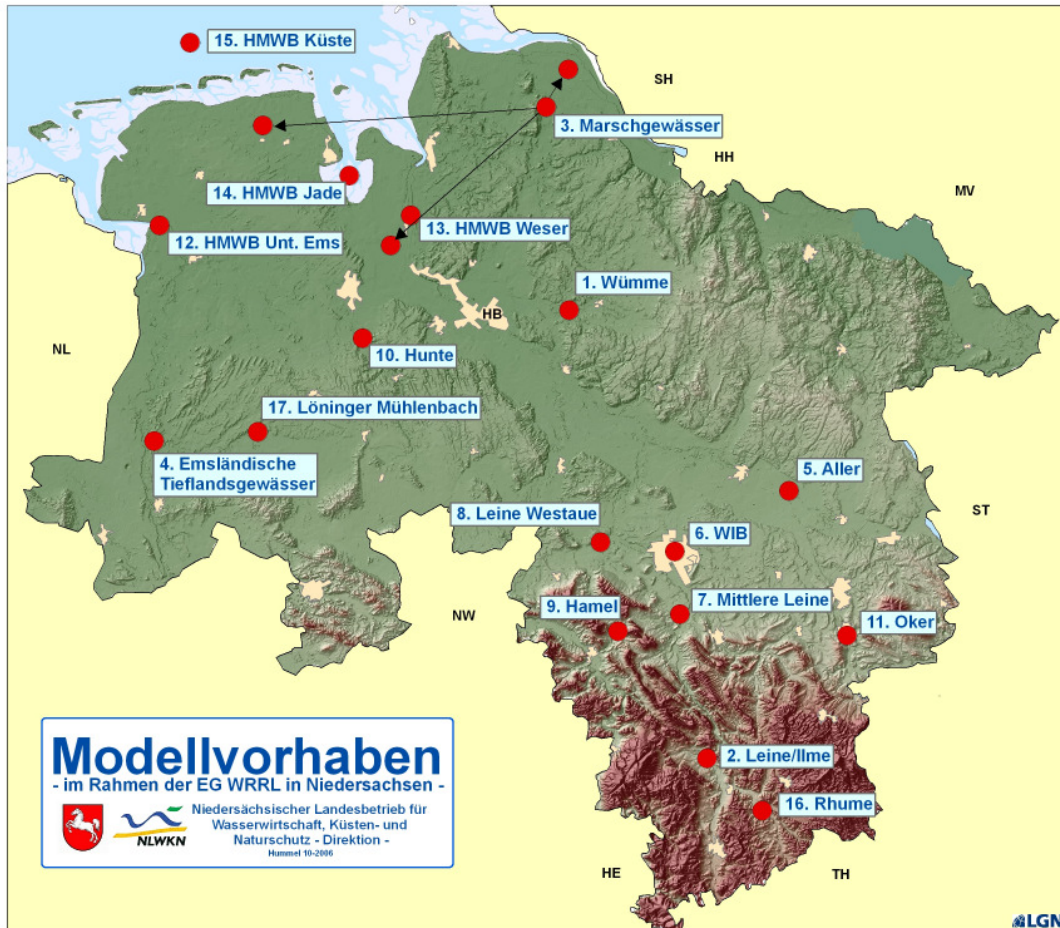 15. HMWB Küste
SH
3. Marschgewässer
HH
MV
14. HMWB Jade
13. HMWB Weser
12. HMWB Unt. Ems
1. Wümme
HB
NL
10. Hunte
17. Löninger Mühlenbach
4. Emsländische
Tieflandsgewässer
5. Aller
ST
8. Leine Westaue
6. WIB
NW
9. Hamel
7. Mittlere Leine
11. Oker
2. Leine/Ilme
16. Rhume
HE
TH
Modellvorhaben
- im Rahmen der EG WRRL in Niedersachsen -
NLWKN
Niedersächsischer Landesbetrieb für
Wasserwirtschaft, Küsten- und
Naturschutz - Direktion -
Hummel 10-2006
LGN